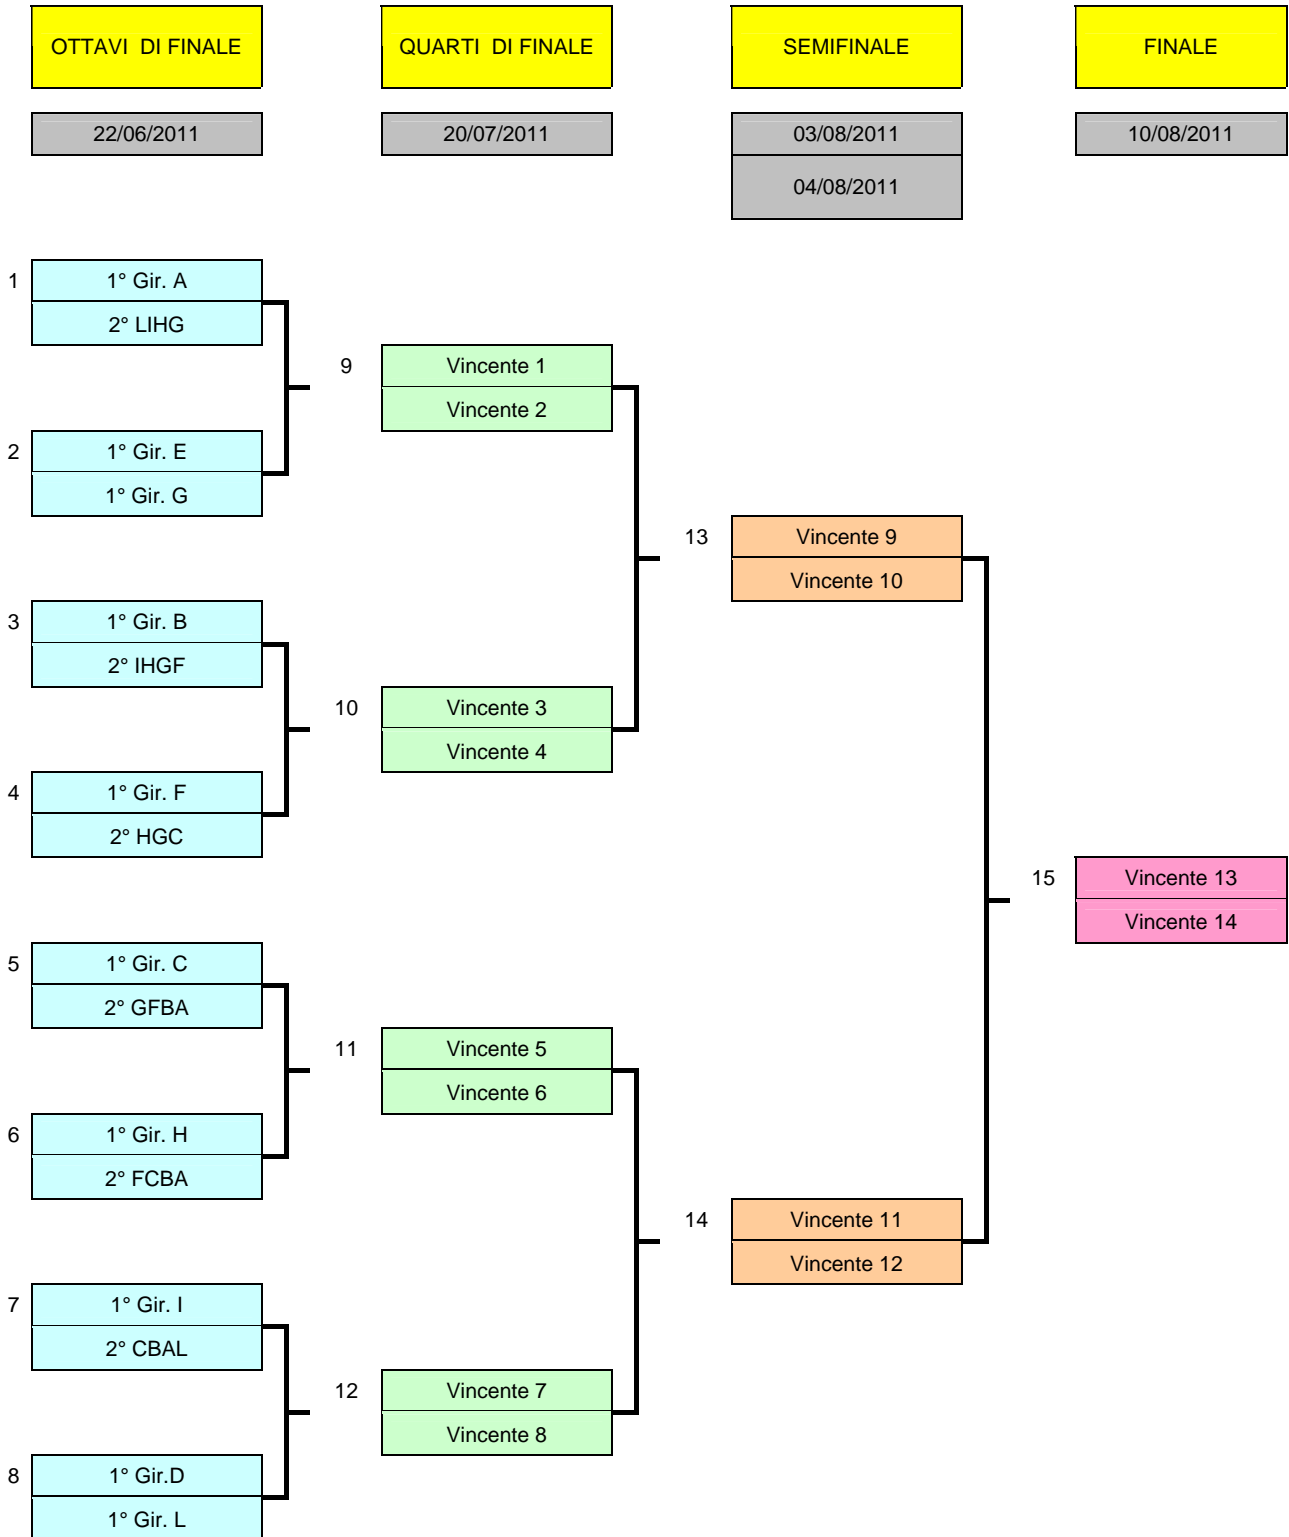 OTTAVI DI FINALE
QUARTI DI FINALE
SEMIFINALE
FINALE
22/06/2011
20/07/2011
03/08/2011
10/08/2011
04/08/2011
1
1° Gir. A
2° LIHG
9
Vincente 1
Vincente 2
2
1° Gir. E
1° Gir. G
13
Vincente 9
Vincente 10
3
1° Gir. B
2° IHGF
10
Vincente 3
Vincente 4
4
1° Gir. F
2° HGC
15
Vincente 13
Vincente 14
5
1° Gir. C
2° GFBA
11
Vincente 5
Vincente 6
6
1° Gir. H
2° FCBA
14
Vincente 11
Vincente 12
7
1° Gir. I
2° CBAL
12
Vincente 7
Vincente 8
8
1° Gir.D
1° Gir. L